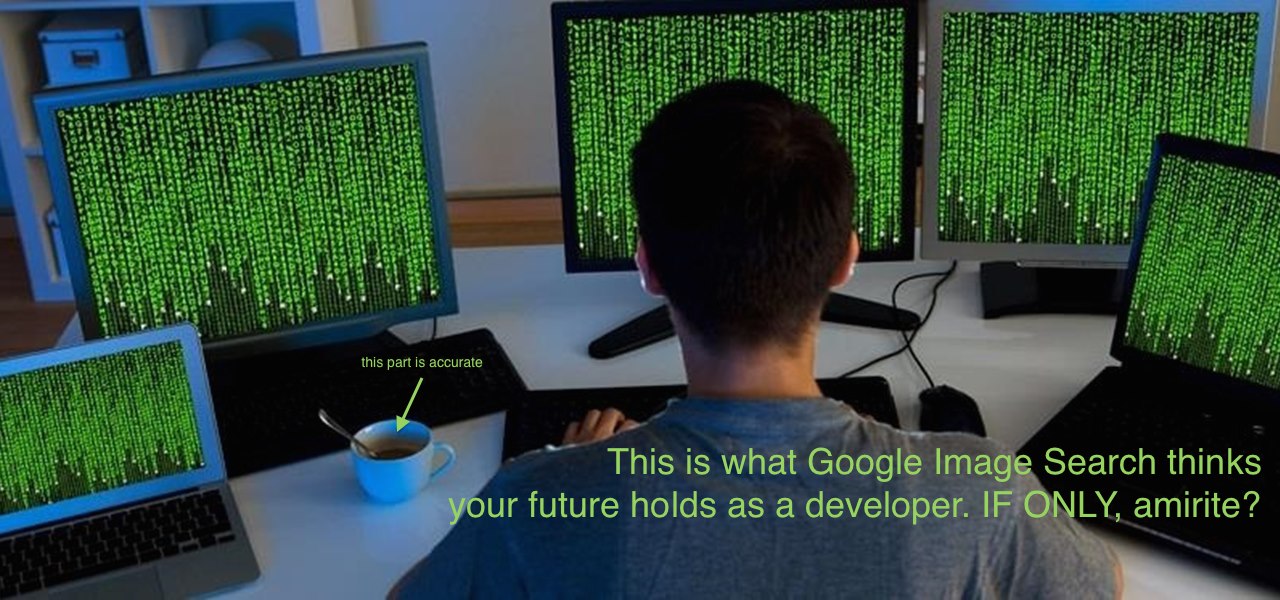 this part is accurate
This is what Google Image Search thinks
your future holds as a developer. IF ONLY, amirite?